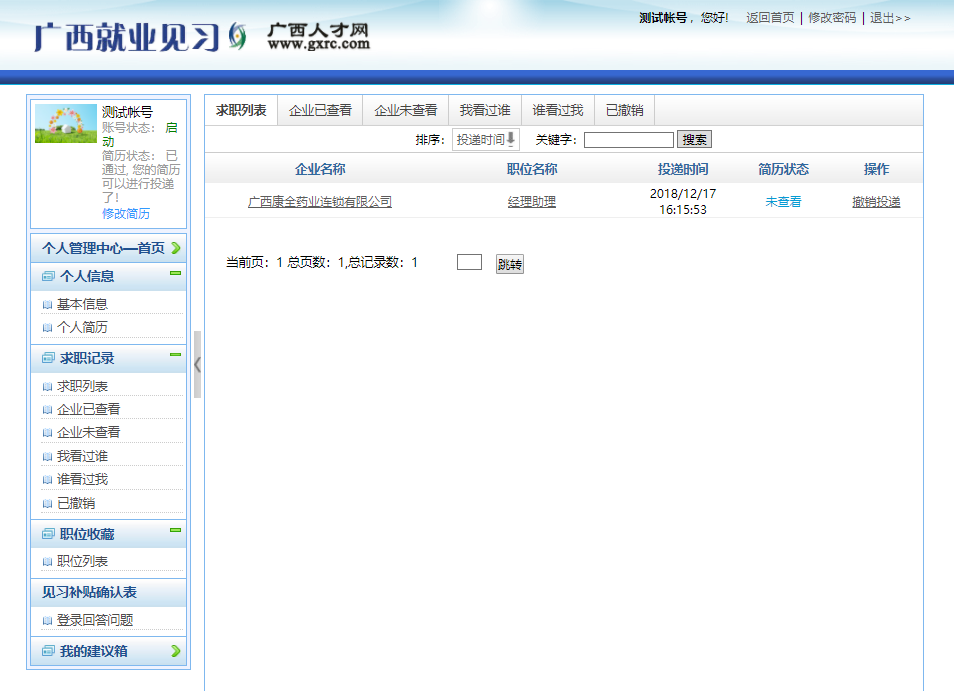 广西就业见习
广西人才网
www.gxrc.com
测试帐号，您好! 返回首页 | 修改密码 | 退出>>
测试帐号
账号状态： 启
动
简历状态： 已
通过, 您的简历
可以进行投递
了!
修改简历
个人管理中心—首页
个人信息
基本信息
个人简历
求职记录
求职列表
企业已查看
企业未查看
我看过谁
谁看过我
已撤销
职位收藏
职位列表
见习补贴确认表
登录回答问题
我的建议箱
求职列表 企业已查看 企业未查看 我看过谁 谁看过我 已撤销
排序： 投递时间⬇ 关键字： 搜索
企业名称 职位名称 投递时间 简历状态 操作
广西康全药业连锁有限公司 经理助理 2018/12/17 未查看 撤销投递
16:15:53
当前页：1 总页数：1,总记录数：1 跳转